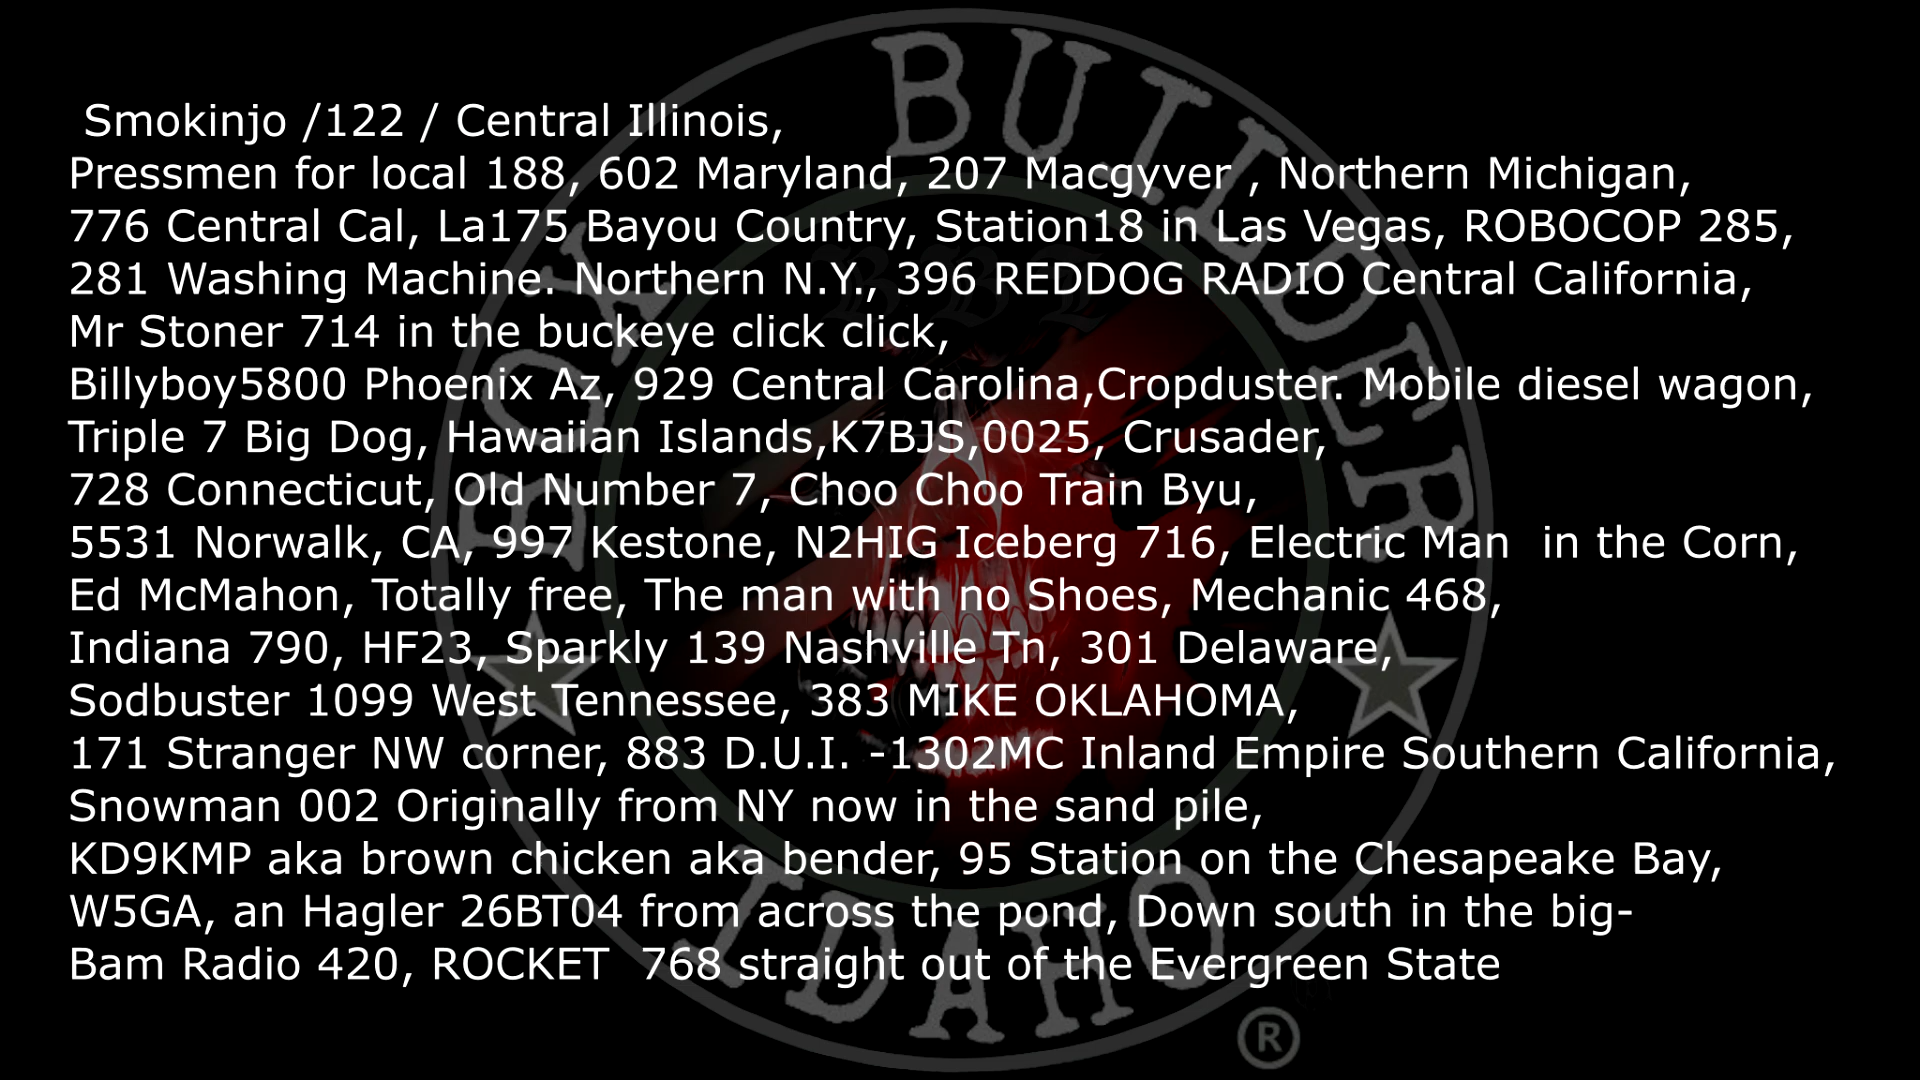 Smokinjo /122 / Central Illinois,
Pressmen for local 188, 602 Maryland, 207 Macgyver , Northern Michigan,
776 Central Cal, La175 Bayou Country, Station18 in Las Vegas, ROBOCOP 285,
281 Washing Machine. Northern N.Y., 396 REDDOG RADIO Central California,
Mr Stoner 714 in the buckeye click click,
Billyboy5800 Phoenix Az, 929 Central Carolina,Cropduster. Mobile diesel wagon,
Triple 7 Big Dog, Hawaiian Islands,K7BJS,0025, Crusader,
728 Connecticut, Old Number 7, Choo Choo Train Byu,
5531 Norwalk, CA, 997 Kestone, N2HIG Iceberg 716, Electric Man  in the Corn,
Ed McMahon, Totally free, The man with no Shoes, Mechanic 468,
Indiana 790, HF23, Sparkly 139 Nashville Tn, 301 Delaware,
Sodbuster 1099 West Tennessee, 383 MIKE OKLAHOMA,
171 Stranger NW corner, 883 D.U.I. -1302MC Inland Empire Southern California,
Snowman 002 Originally from NY now in the sand pile,
KD9KMP aka brown chicken aka bender, 95 Station on the Chesapeake Bay,
W5GA, an Hagler 26BT04 from across the pond, Down south in the big-
Bam Radio 420, ROCKET  768 straight out of the Evergreen State
BOX BUILDER
IDAHO
®